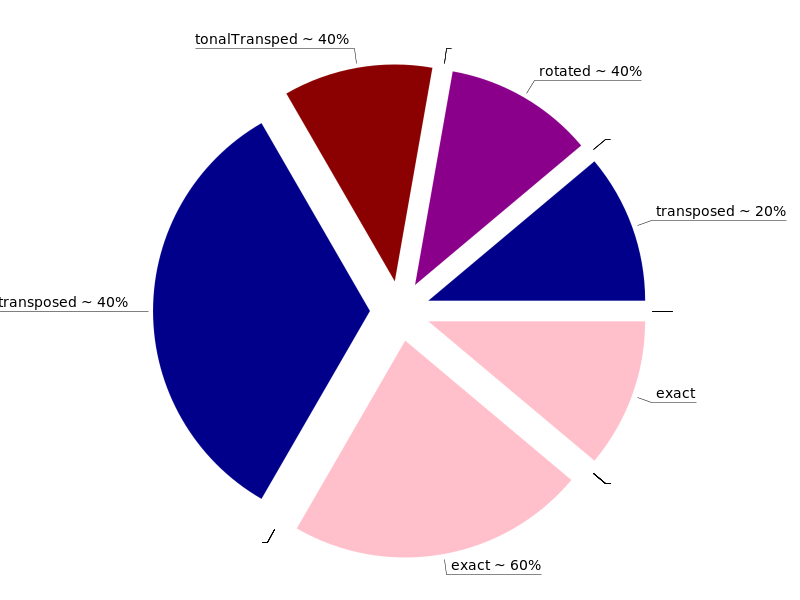 tonalTransped ~ 40%
rotated ~ 40%
transposed ~ 20%
transposed ~ 40%
exact
exact ~ 60%